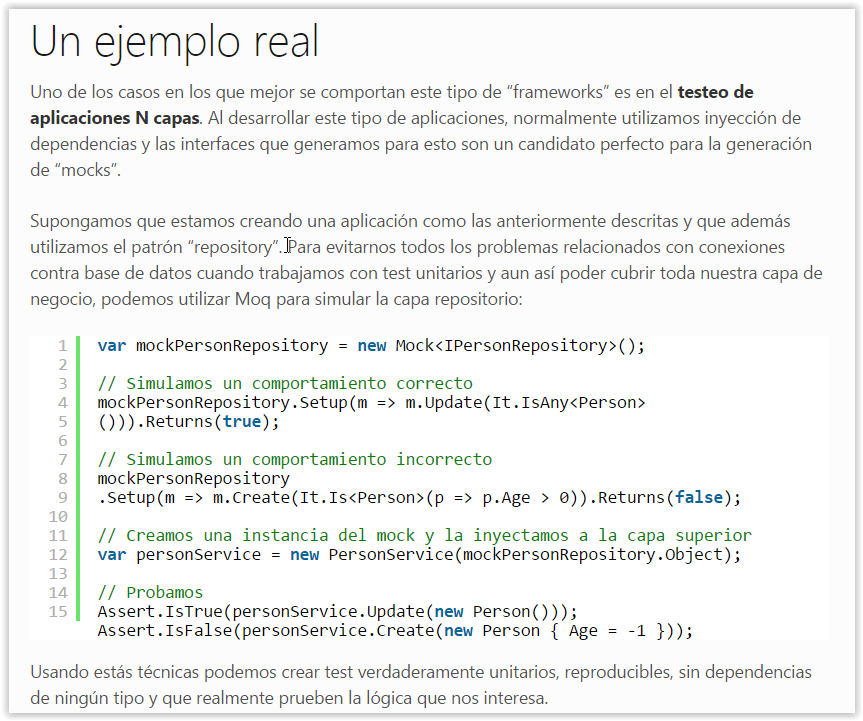 Un ejemplo real
Uno de los casos en los que mejor se comportan este tipo de “frameworks” es en el testeo de
aplicaciones N capas. Al desarrollar este tipo de aplicaciones, normalmente utilizamos inyección de
dependencias y las interfaces que generamos para esto son un candidato perfecto para la generación
de “mocks”.
Supongamos que estamos creando una aplicación como las anteriormente descritas y que además
utilizamos el patrón “repository”. Para evitarnos todos los problemas relacionados con conexiones
contra base de datos cuando trabajamos con test unitarios y aun así poder cubrir toda nuestra capa de
negocio, podemos utilizar Moq para simular la capa repositorio:
1 var mockPersonRepository = new Mock<IPersonRepository>();
2
3 // Simulamos un comportamiento correcto
4 mockPersonRepository.Setup(m => m.Update(It.IsAny<Person>
5 ())).Returns(true);
6
7 // Simulamos un comportamiento incorrecto
8 mockPersonRepository
9 .Setup(m => m.Create(It.Is<Person>(p => p.Age > 0)).Returns(false);
10
11 // Creamos una instancia del mock y la inyectamos a la capa superior
12 var personService = new PersonService(mockPersonRepository.Object);
13
14 // Probamos
15 Assert.IsTrue(personService.Update(new Person()));
Assert.IsFalse(personService.Create(new Person { Age = -1 }));
Usando estás técnicas podemos crear test verdaderamente unitarios, reproducibles, sin dependencias
de ningún tipo y que realmente prueben la lógica que nos interesa.